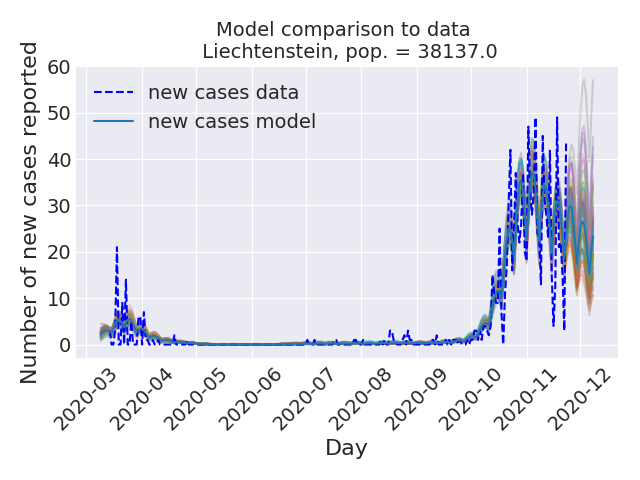 Model comparison to data
Liechtenstein, pop. = 38137.0
Number of new cases reported
60
50
40
30
20
10
0
new cases data
new cases model
2020-03
2020-04
2020-05
2020-06
2020-07
2020-08
2020-09
2020-10
2020-11
2020-12
Day